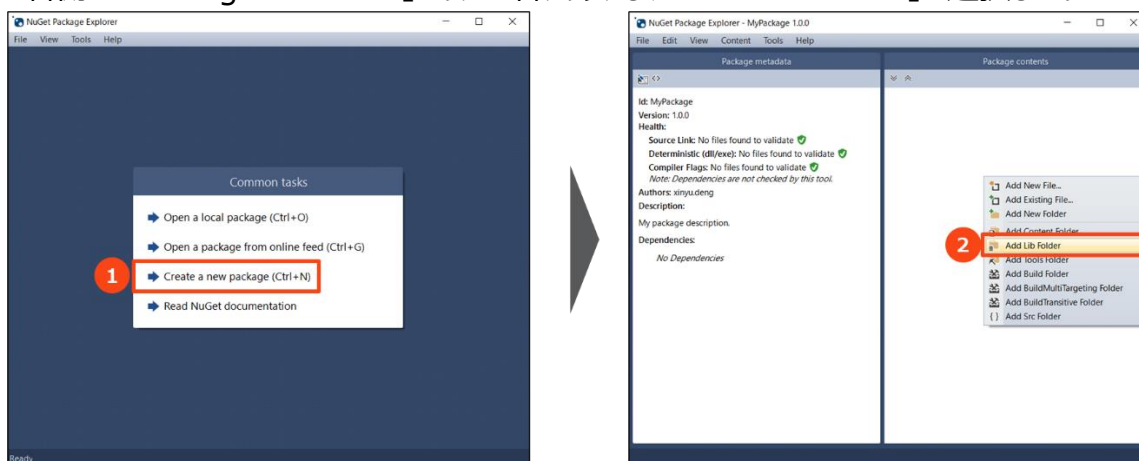 NuGet Package Explorer
File View Tools Help
Common tasks
Open a local package (Ctrl+O)
Open a package from online feed (Ctrl+G)
1
Create a new package (Ctrl+N)
Read NuGet documentation
Ready
NuGet Package Explorer - MyPackage 1.0.0
File Edit View Content Tools Help
Package metadata
Package contents
Id: MyPackage
Version: 1.0.0
Health:
Source Link: No files found to validate
Deterministic (dll/exe): No files found to validate
Compiler Flags: No files found to validate
Note: Dependencies are not checked by this tool.
Authors: xinyu.deng
Description:
My package description.
Dependencies:
No Dependencies
Add New File...
Add Existing File...
Add New Folder
Add Content Folder
2
Add Lib Folder
Add Tools Folder
Add Build Folder
Add BuildMultiTargeting Folder
Add BuildTransitive Folder
{ } Add Src Folder